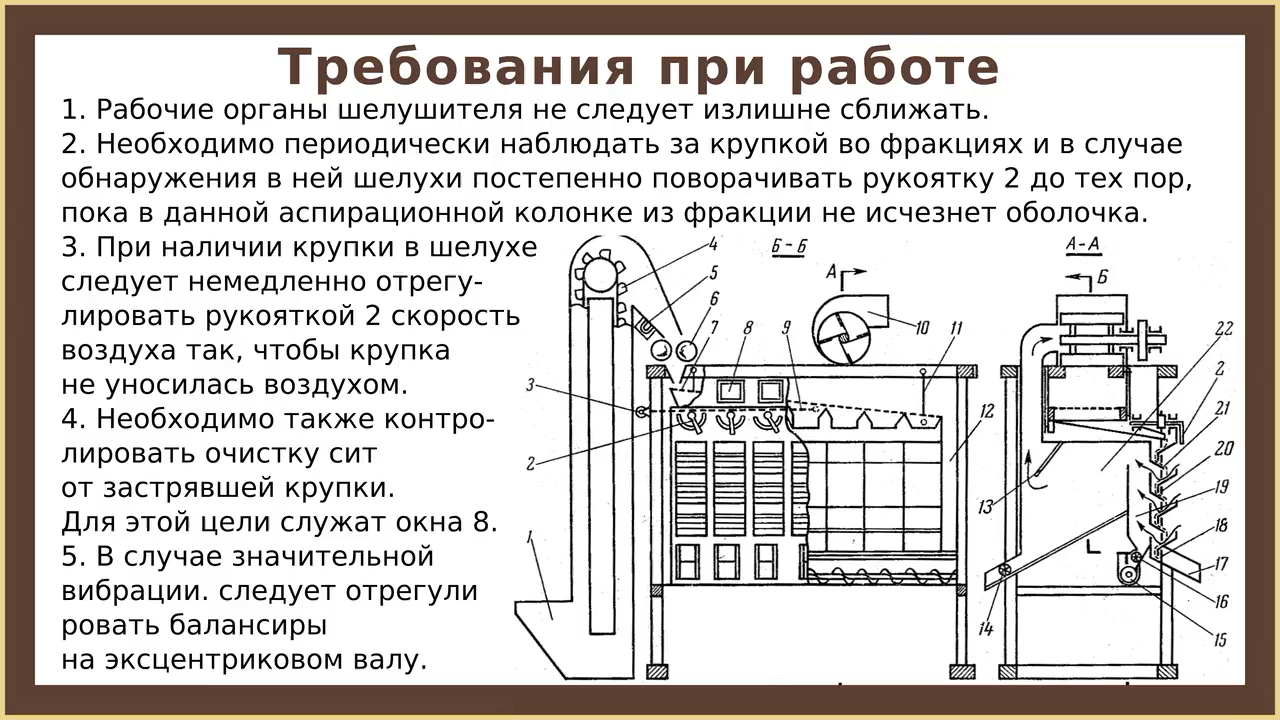 Требования при работе
1. Рабочие органы шелушителя не следует излишне сближать.
2. Необходимо периодически наблюдать за крупкой во фракциях и в случае
обнаружения в ней шелухи постепенно поворачивать рукоятку 2 до тех пор,
пока в данной аспирационной колонке из фракции не исчезнет оболочка.
3. При наличии крупки в шелухе
следует немедленно отрегу-
лировать рукояткой 2 скорость
воздуха так, чтобы крупка
не уносилась воздухом.
4. Необходимо также контро-
лировать очистку сит
от застрявшей крупки.
Для этой цели служат окна 8.
5. В случае значительной
вибрации. следует отрегули
ровать балансиры
на эксцентриковом валу.
Б-Б
А-А
А
Б
4
5
6
7
8
9
10
11
22
3
2
12
21
2
20
13
19
1
18
17
14
16
15